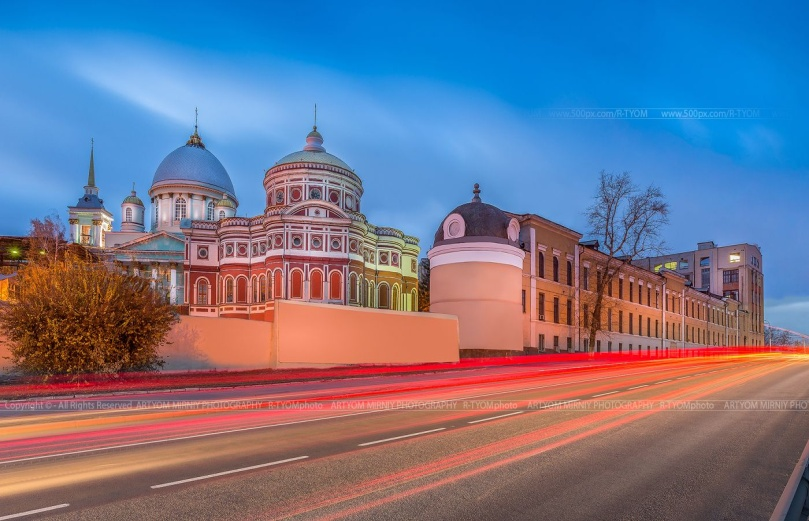 www.500px.com/R-TYOM www.500px.com/R-TYOM
Copyright © All Rights Reserved ARTYOM MIRNIY PHOTOGRAPHY R-TYOMphoto ARTYOM MIRNIY PHOTOGRAPHY R-TYOMphoto ARTYOM MIRNIY PHOTOGRAPHY R-TYOMphoto ARTYOM MIRNIY